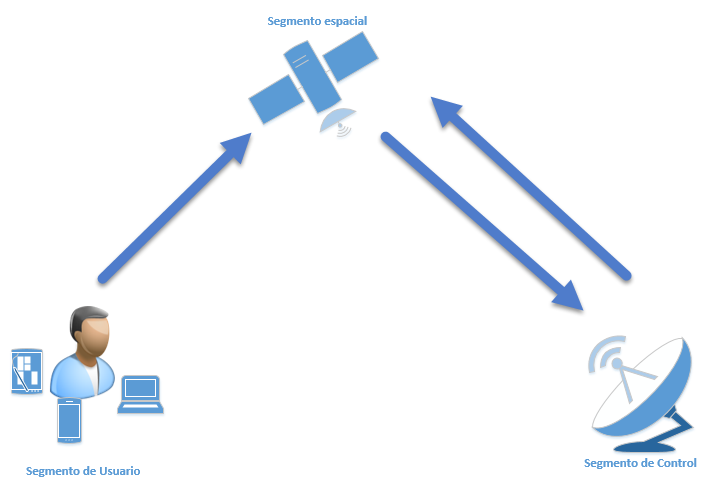 Segmento espacial
Segmento de Usuario
Segmento de Control